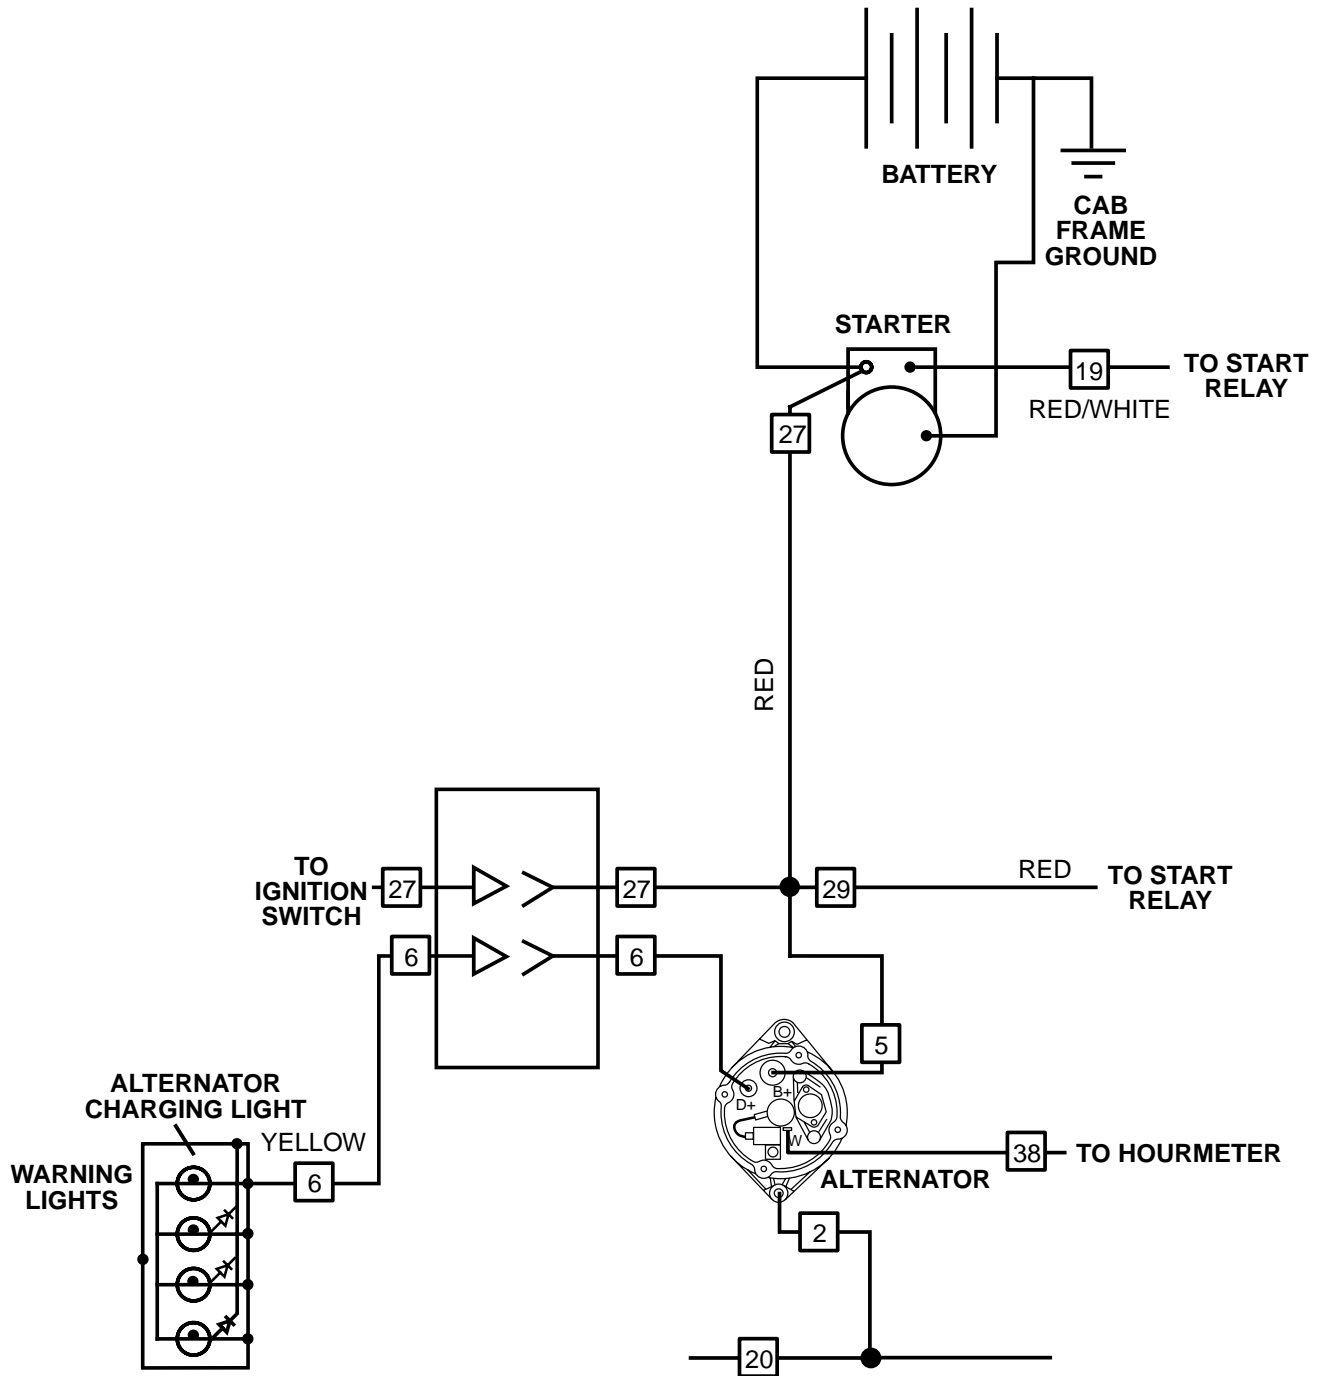 BATTERY
CAB
FRAME
GROUND
STARTER
19
TO START
RELAY
RED/WHITE
27
RED
TO
IGNITION
SWITCH
27
27
29
RED
TO START
RELAY
6
6
5
ALTERNATOR
CHARGING LIGHT
B+
D+
W
YELLOW
WARNING
LIGHTS
6
38
TO HOURMETER
ALTERNATOR
2
20